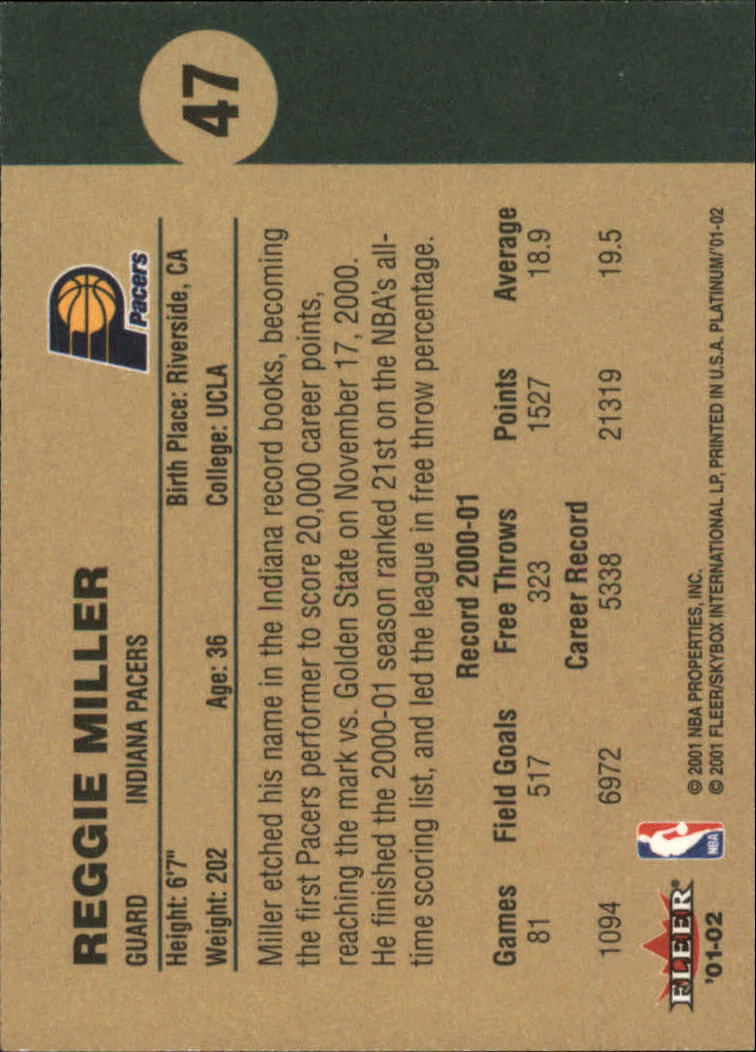 47
Pacers
REGGIE MILLER
GUARD INDIANA PACERS
Height: 6'7" Birth Place: Riverside, CA
Weight: 202 Age: 36 College: UCLA
Miller etched his name in the Indiana record books, becoming
the first Pacers performer to score 20,000 career points,
reaching the mark vs. Golden State on November 17, 2000.
He finished the 2000-01 season ranked 21st on the NBA's all-
time scoring list, and led the league in free throw percentage.
Record 2000-01
Games Field Goals Free Throws Points Average
81 517 323 1527 18.9
Career Record
1094 6972 5338 21319 19.5
FLEER®
'01-02
NBA
© 2001 NBA PROPERTIES, INC.
© 2001 FLEER/SKYBOX INTERNATIONAL LP, PRINTED IN U.S.A. PLATINUM/'01-02